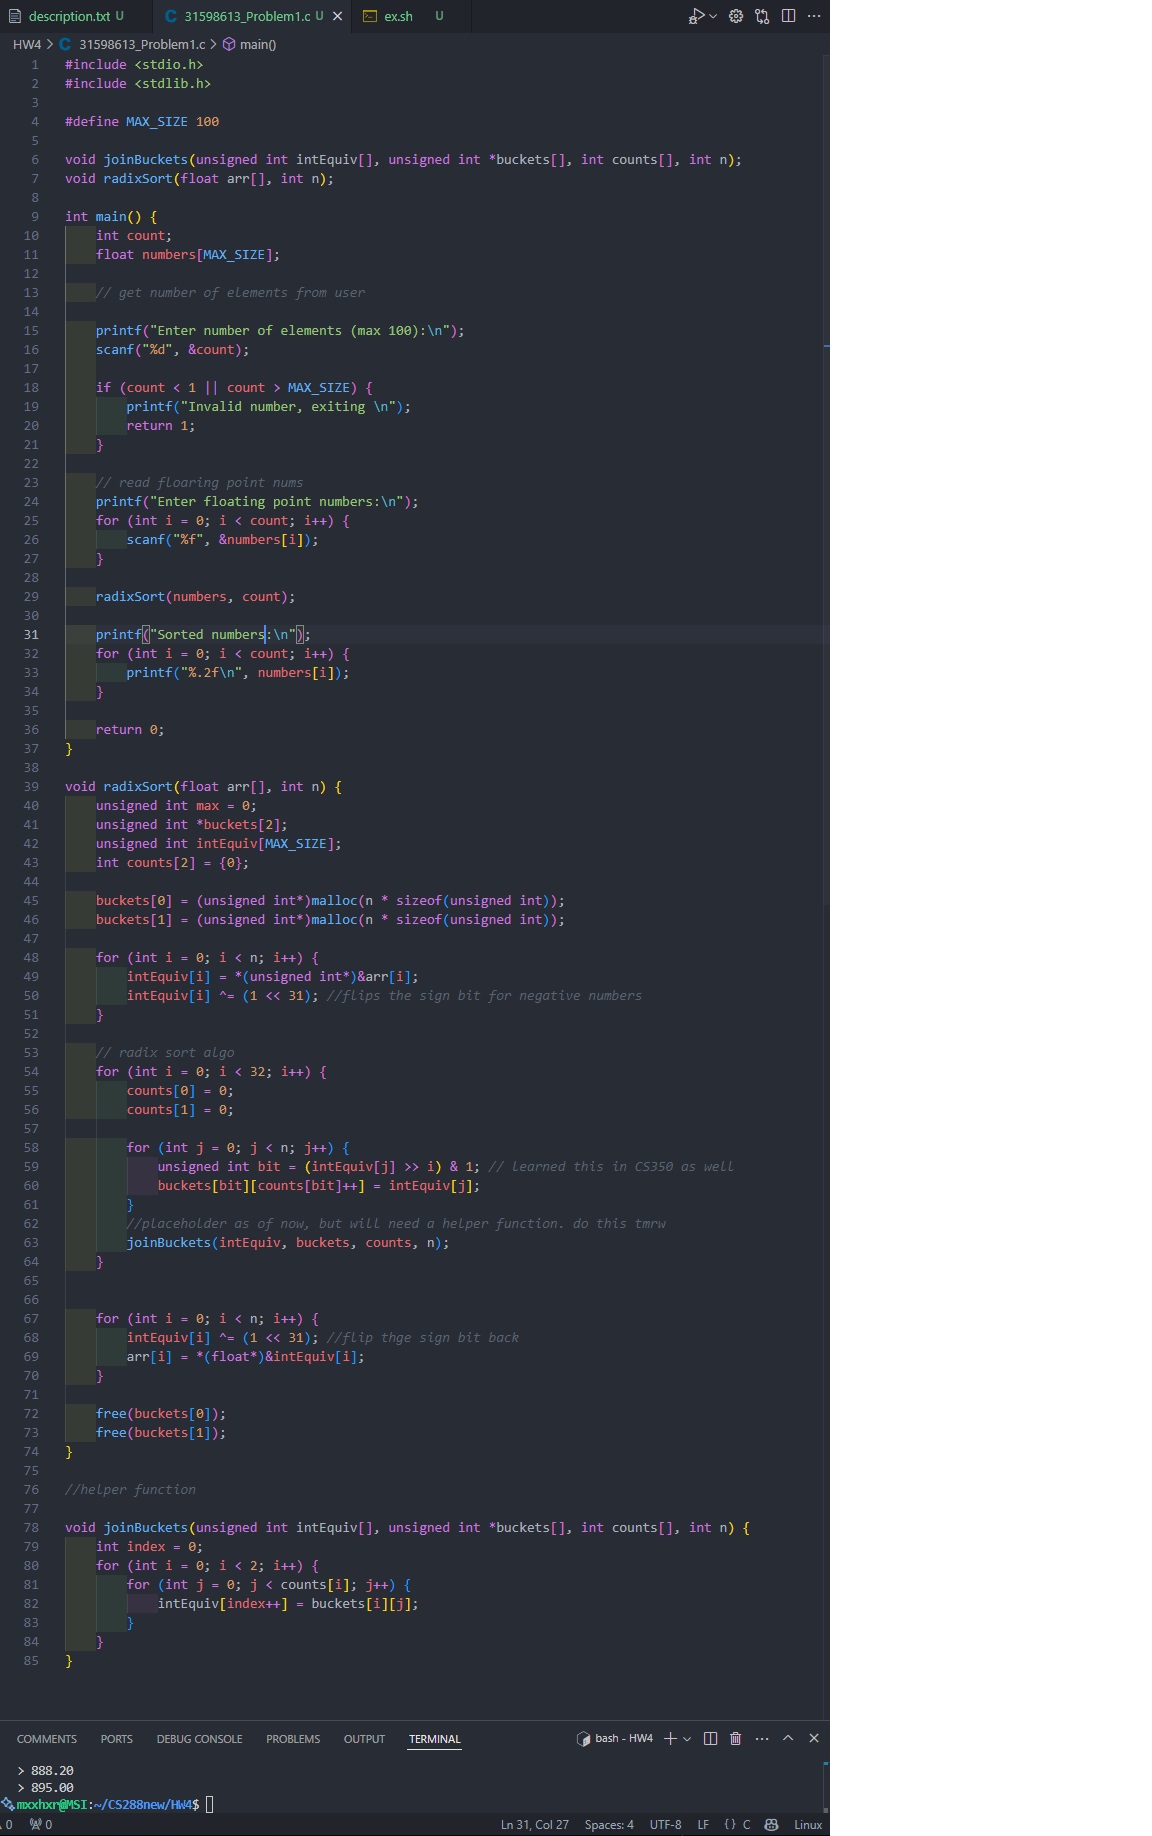 description.txt U 31598613_Problem1.c U ex.sh U
HW4 > C 31598613_Problem1.c > main()
1 #include <stdio.h>
2 #include <stdlib.h>
3
4 #define MAX_SIZE 100
5
6 void joinBuckets(unsigned int intEquiv[], unsigned int *buckets[], int counts[], int n);
7 void radixSort(float arr[], int n);
8
9 int main() {
10 int count;
11 float numbers[MAX_SIZE];
12
13 // get number of elements from user
14
15 printf("Enter number of elements (max 100):\n");
16 scanf("%d", &count);
17
18 if (count < 1 || count > MAX_SIZE) {
19 printf("Invalid number, exiting \n");
20 return 1;
21 }
22
23 // read floaring point nums
24 printf("Enter floating point numbers:\n");
25 for (int i = 0; i < count; i++) {
26 scanf("%f", &numbers[i]);
27 }
28
29 radixSort(numbers, count);
30
31 printf("Sorted numbers:\n");
32 for (int i = 0; i < count; i++) {
33 printf("%.2f\n", numbers[i]);
34 }
35
36 return 0;
37 }
38
39 void radixSort(float arr[], int n) {
40 unsigned int max = 0;
41 unsigned int *buckets[2];
42 unsigned int intEquiv[MAX_SIZE];
43 int counts[2] = {0};
44
45 buckets[0] = (unsigned int*)malloc(n * sizeof(unsigned int));
46 buckets[1] = (unsigned int*)malloc(n * sizeof(unsigned int));
47
48 for (int i = 0; i < n; i++) {
49 intEquiv[i] = *(unsigned int*)&arr[i];
50 intEquiv[i] ^= (1 << 31); //flips the sign bit for negative numbers
51 }
52
53 // radix sort algo
54 for (int i = 0; i < 32; i++) {
55 counts[0] = 0;
56 counts[1] = 0;
57
58 for (int j = 0; j < n; j++) {
59 unsigned int bit = (intEquiv[j] >> i) & 1; // learned this in CS350 as well
60 buckets[bit][counts[bit]++] = intEquiv[j];
61 }
62 //placeholder as of now, but will need a helper function. do this tmrw
63 joinBuckets(intEquiv, buckets, counts, n);
64 }
65
66
67 for (int i = 0; i < n; i++) {
68 intEquiv[i] ^= (1 << 31); //flip thge sign bit back
69 arr[i] = *(float*)&intEquiv[i];
70 }
71
72 free(buckets[0]);
73 free(buckets[1]);
74 }
75
76 //helper function
77
78 void joinBuckets(unsigned int intEquiv[], unsigned int *buckets[], int counts[], int n) {
79 int index = 0;
80 for (int i = 0; i < 2; i++) {
81 for (int j = 0; j < counts[i]; j++) {
82 intEquiv[index++] = buckets[i][j];
83 }
84 }
85 }
COMMENTS PORTS DEBUG CONSOLE PROBLEMS OUTPUT TERMINAL bash - HW4
> 888.20
> 895.00
mxxhxr@MSI:~/CS288new/HW4$
0 0 Ln 31, Col 27 Spaces: 4 UTF-8 LF {} C Linux